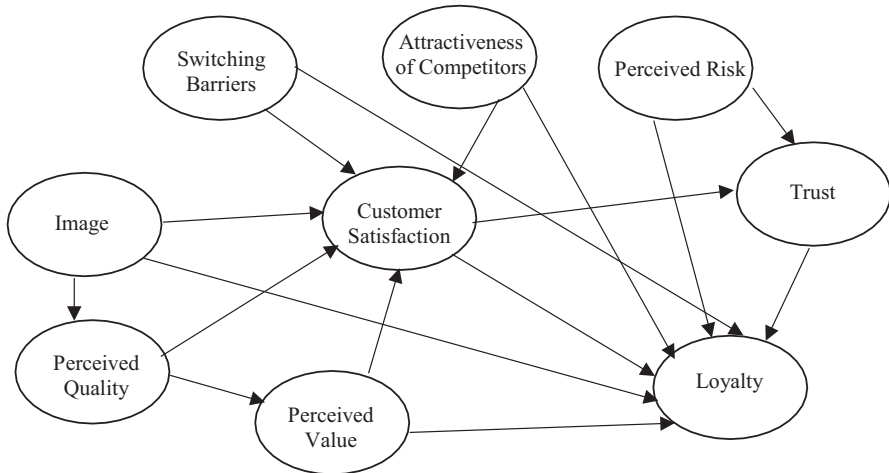 Switching
Barriers
Attractiveness
of Competitors
Perceived Risk
Image
Customer
Satisfaction
Trust
Perceived
Quality
Perceived
Value
Loyalty